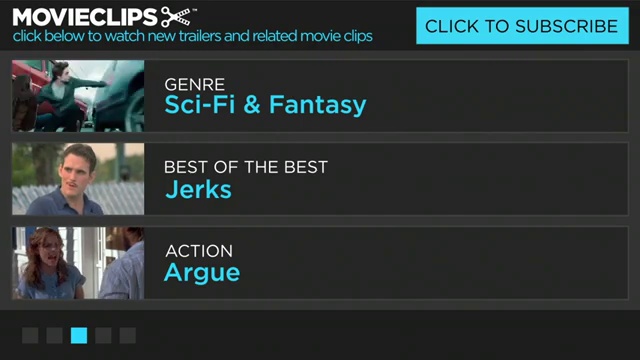 MOVIECLIPS™
click below to watch new trailers and related movie clips
CLICK TO SUBSCRIBE
GENRE
Sci-Fi & Fantasy
BEST OF THE BEST
Jerks
ACTION
Argue